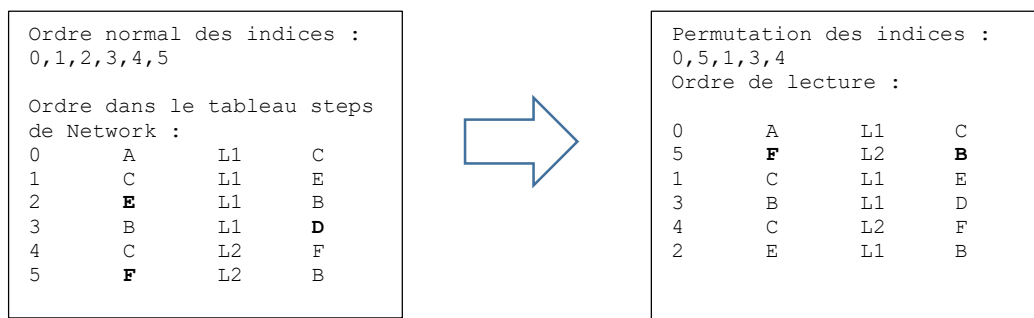 Ordre normal des indices :
0,1,2,3,4,5
Ordre dans le tableau steps
de Network :
0 A L1 C
1 C L1 E
2 E L1 B
3 B L1 D
4 C L2 F
5 F L2 B
Permutation des indices :
0,5,1,3,4
Ordre de lecture :
0 A L1 C
5 F L2 B
1 C L1 E
3 B L1 D
4 C L2 F
2 E L1 B